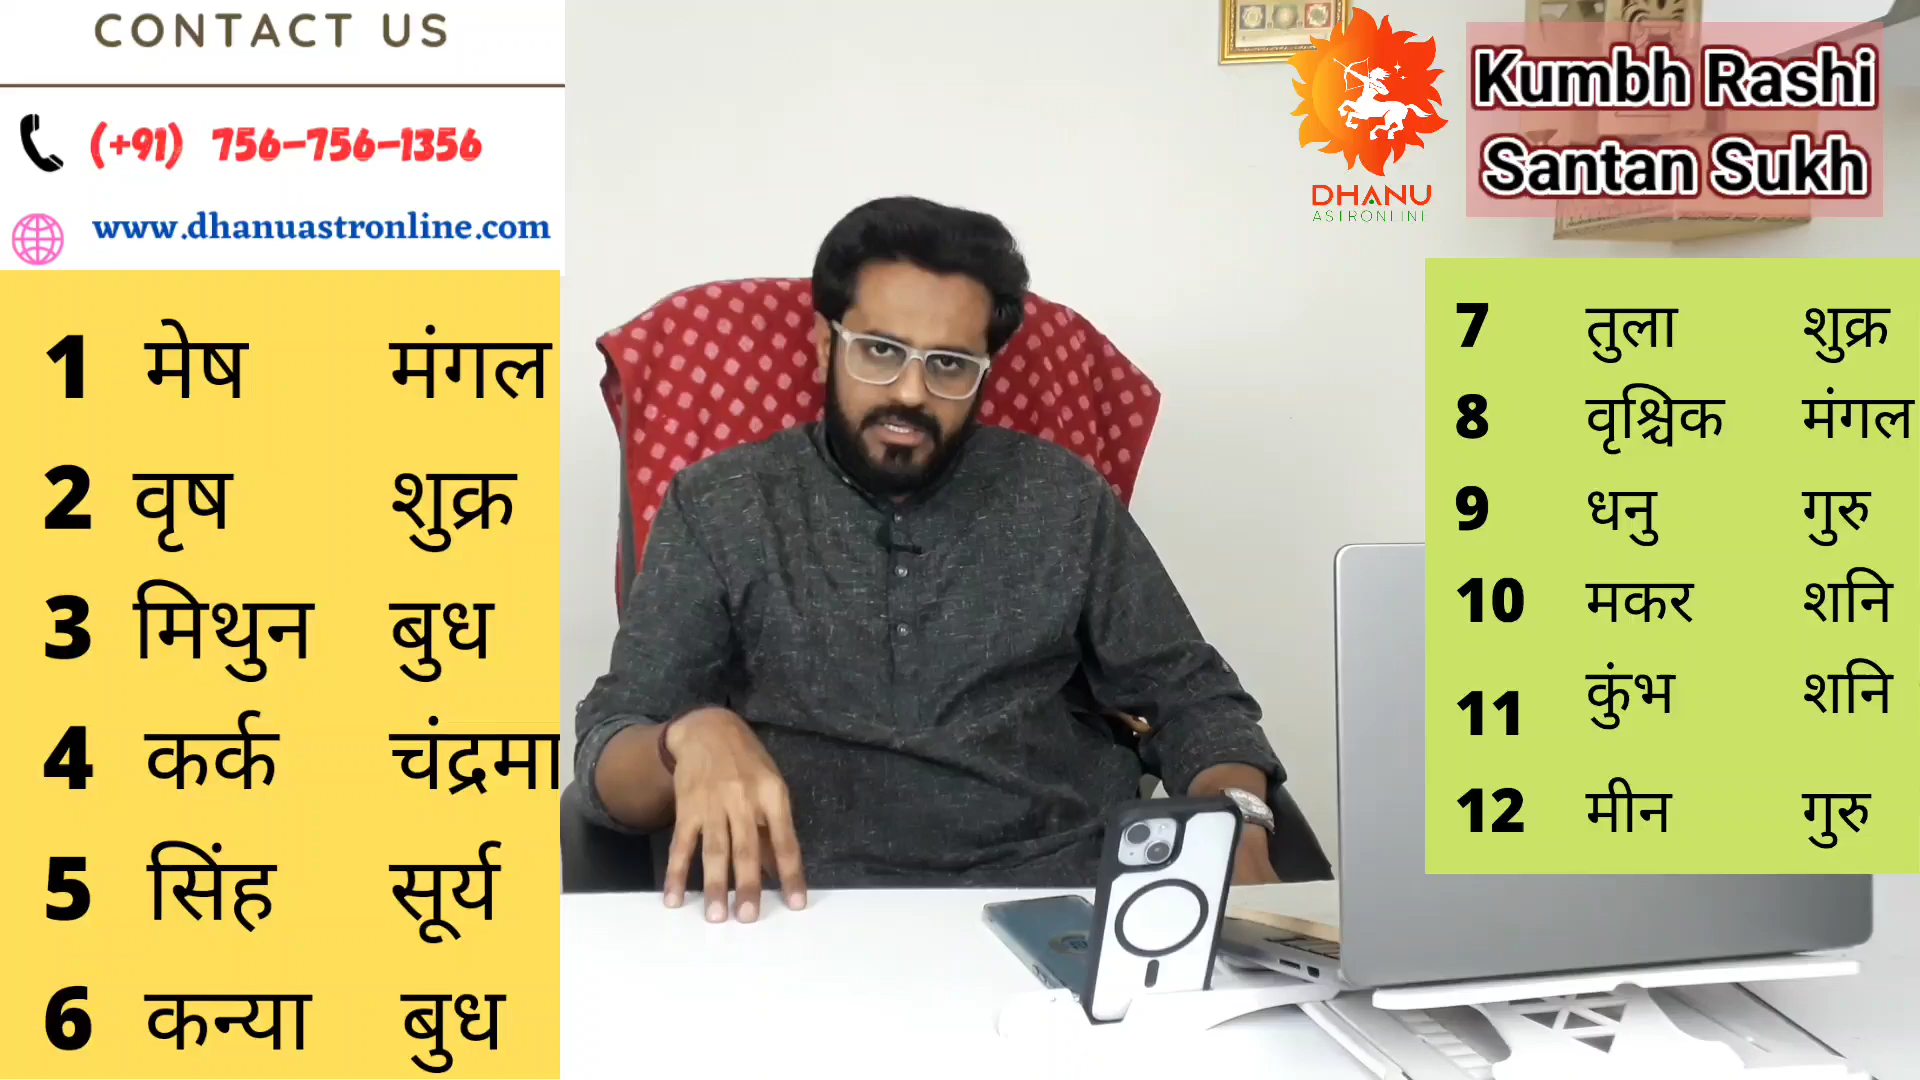 CONTACT US
(+91) 756-756-1356
www.dhanuastronline.com
1 मेष मंगल
2 वृष शुक्र
3 मिथुन बुध
4 कर्क चंद्रमा
5 सिंह सूर्य
6 कन्या बुध
DHANU
ASTRONLINE
Kumbh Rashi
Santan Sukh
7 तुला शुक्र
8 वृश्चिक मंगल
9 धनु गुरु
10 मकर शनि
11 कुंभ शनि
12 मीन गुरु